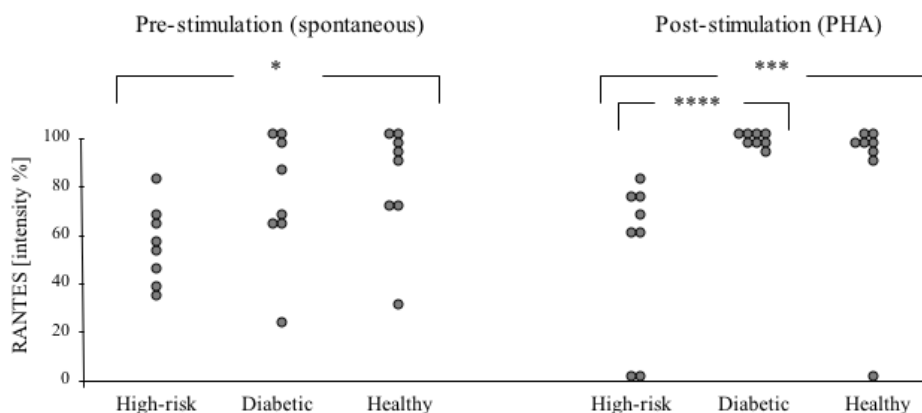 Pre-stimulation (spontaneous) Post-stimulation (PHA)
* ***
****
100
80
60
40
20
0
RANTES [intensity %]
High-risk Diabetic Healthy High-risk Diabetic Healthy